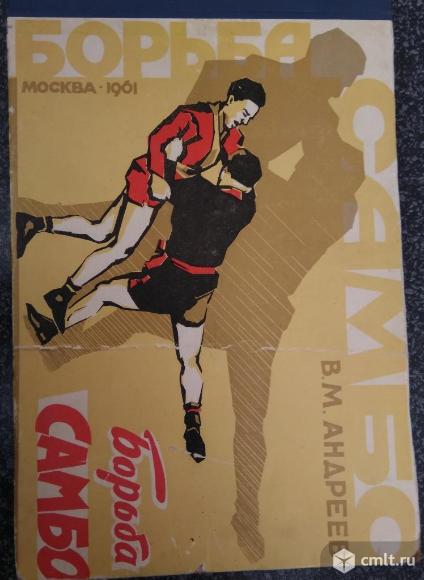 БОРЬБА
МОСКВА · 1961
САМБО
В.М. АНДРЕЕВ
Борьба
САМБО
cmlt.ru